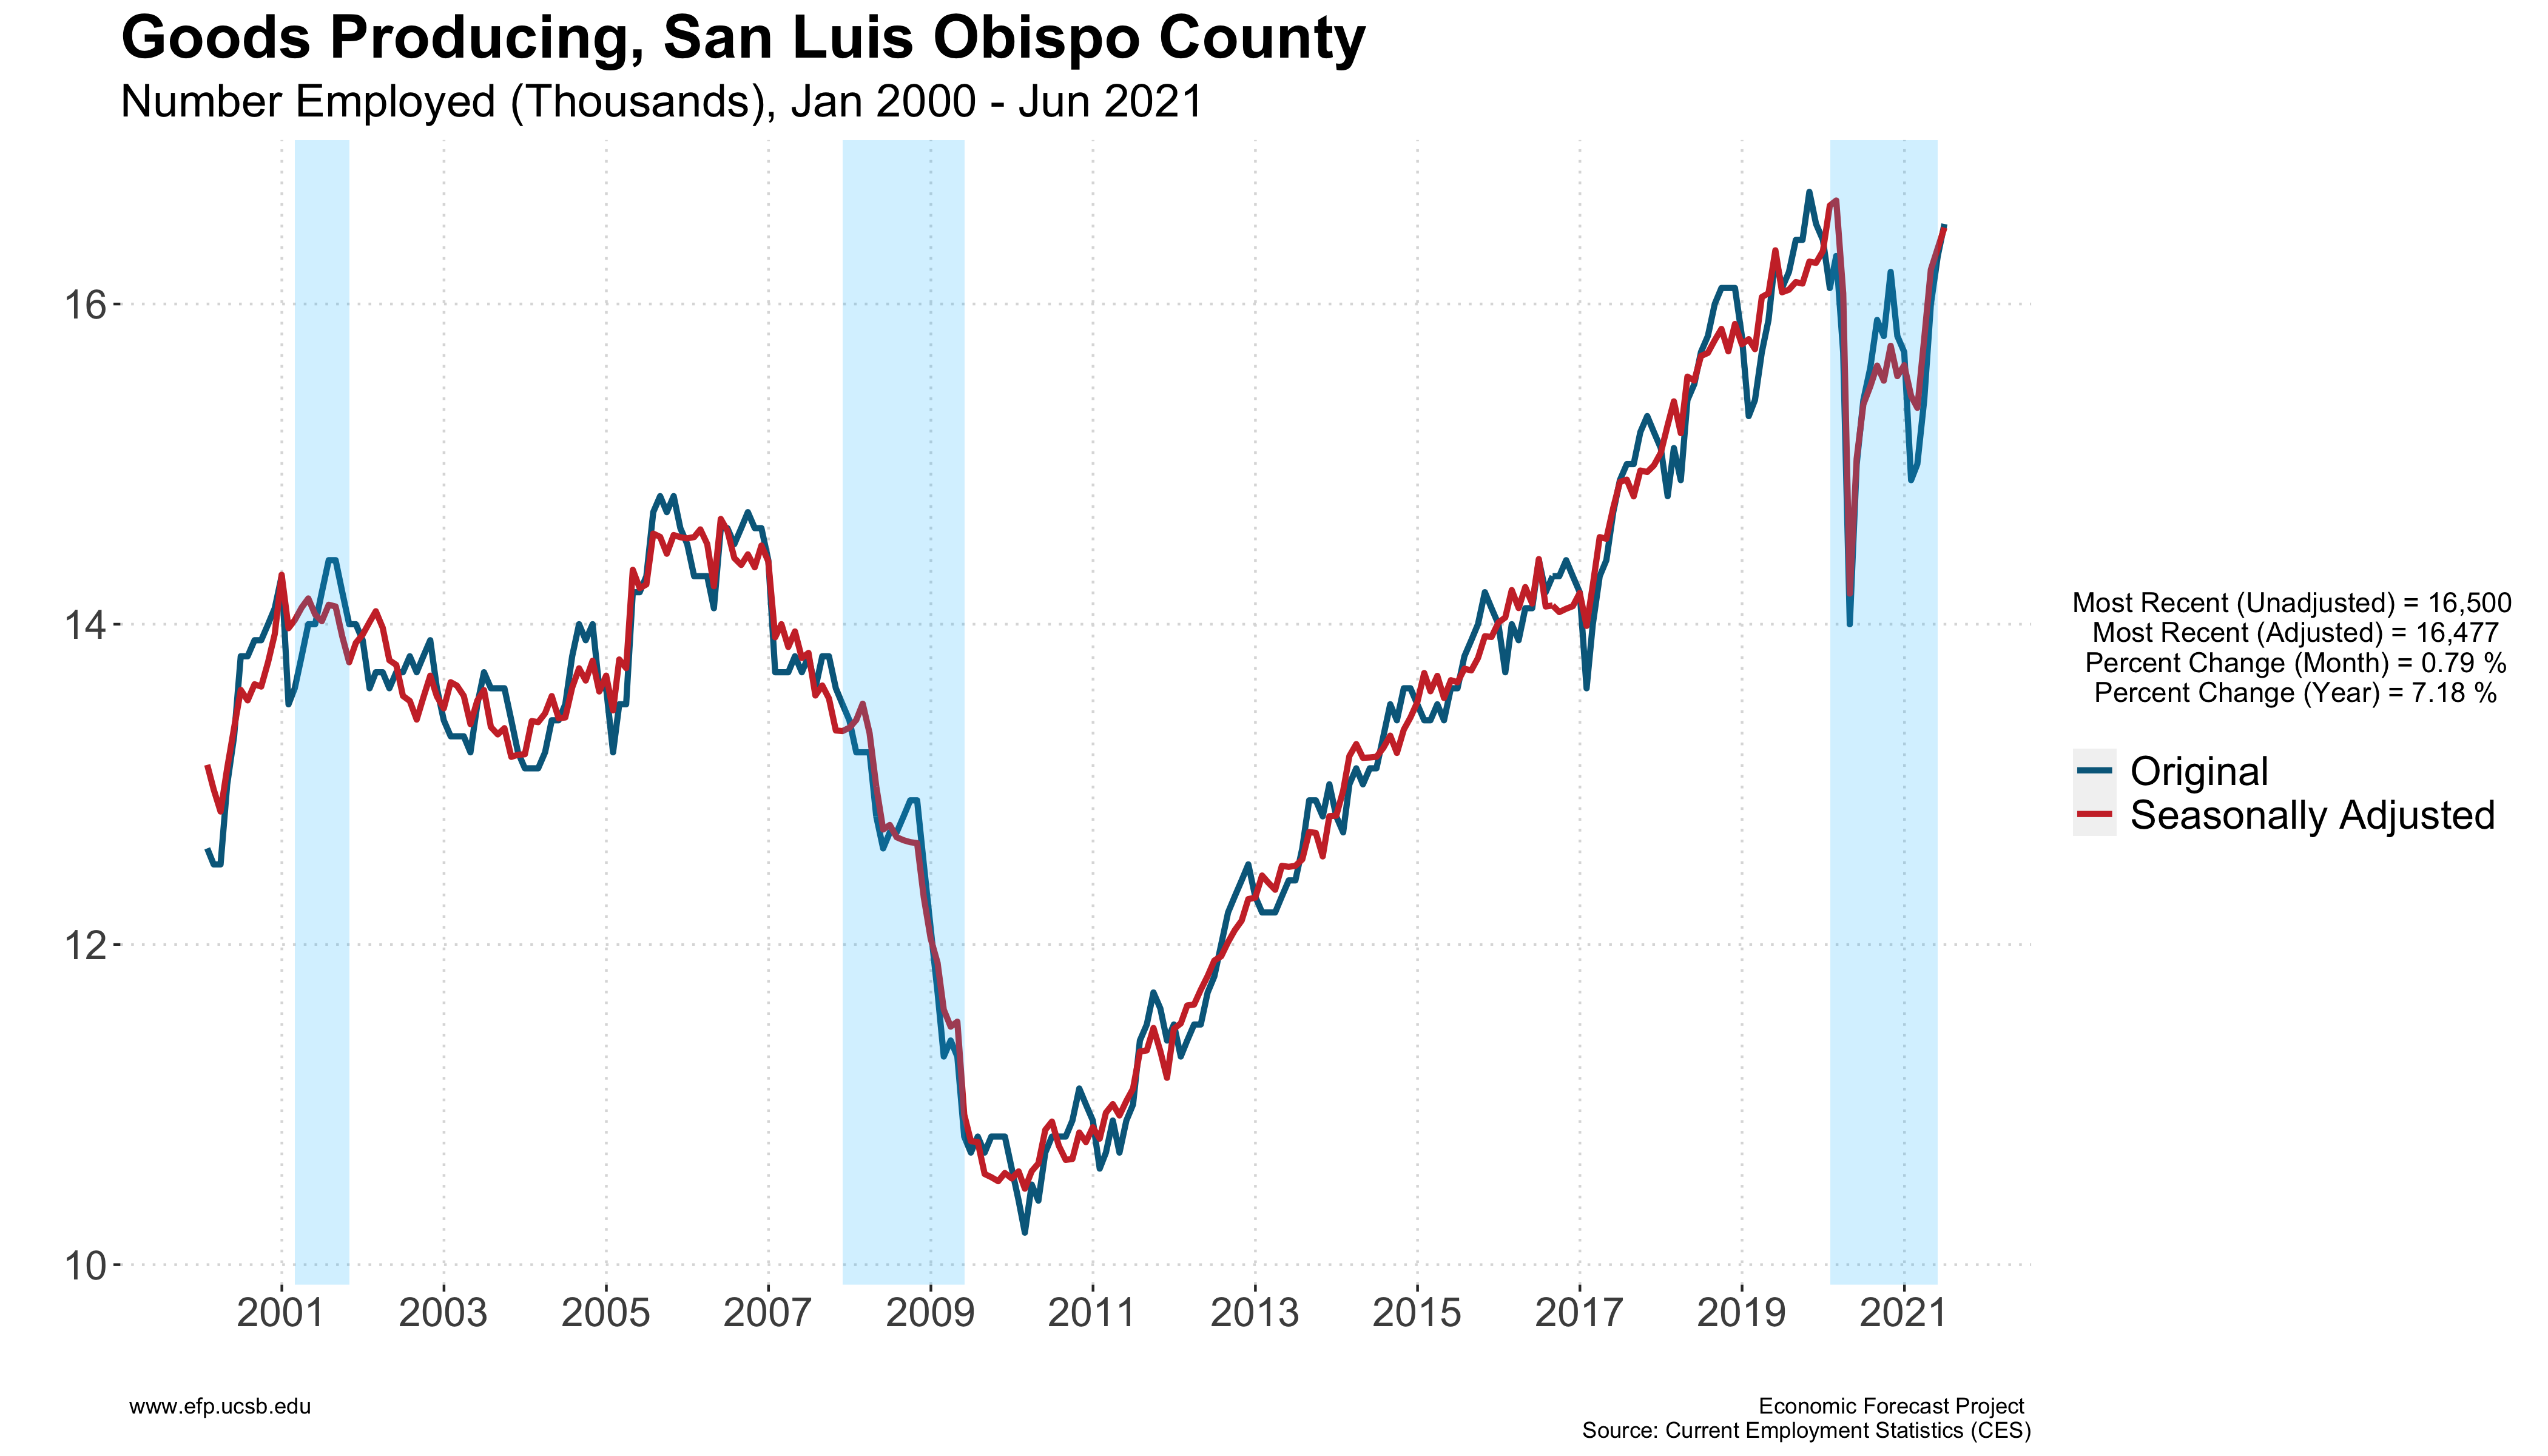 Goods Producing, San Luis Obispo County
Number Employed (Thousands), Jan 2000 - Jun 2021
16
14
12
10
2001 2003 2005 2007 2009 2011 2013 2015 2017 2019 2021
Most Recent (Unadjusted) = 16,500
Most Recent (Adjusted) = 16,477
Percent Change (Month) = 0.79 %
Percent Change (Year) = 7.18 %
Original
Seasonally Adjusted
www.efp.ucsb.edu
Economic Forecast Project
Source: Current Employment Statistics (CES)